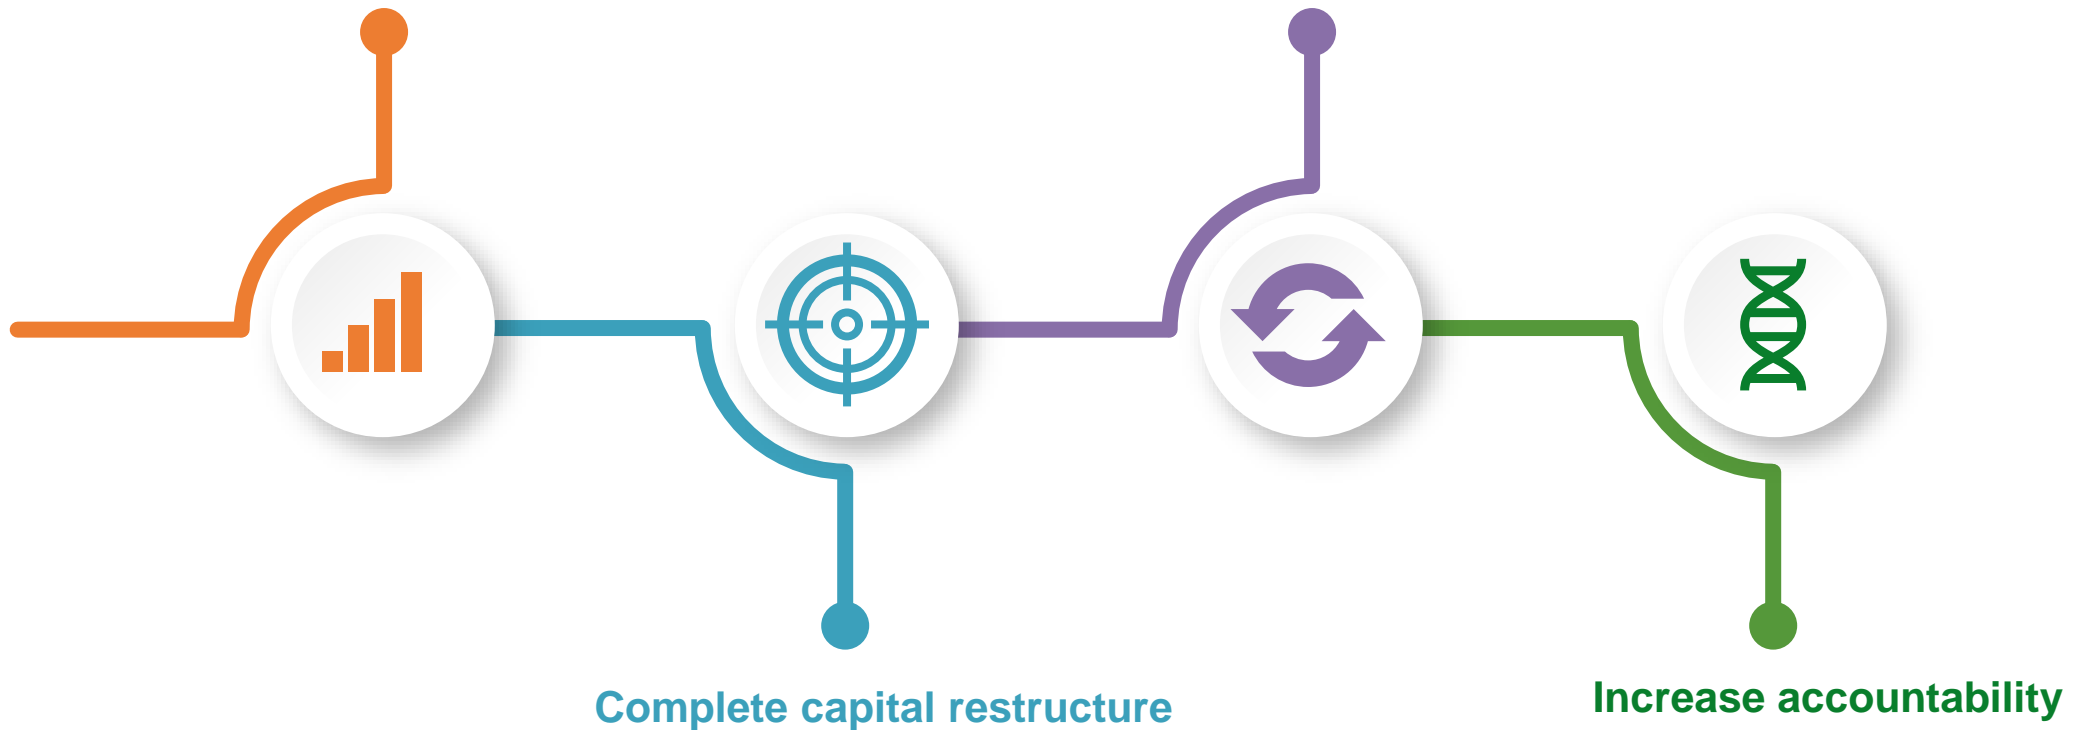 Complete capital restructure
Increase accountability